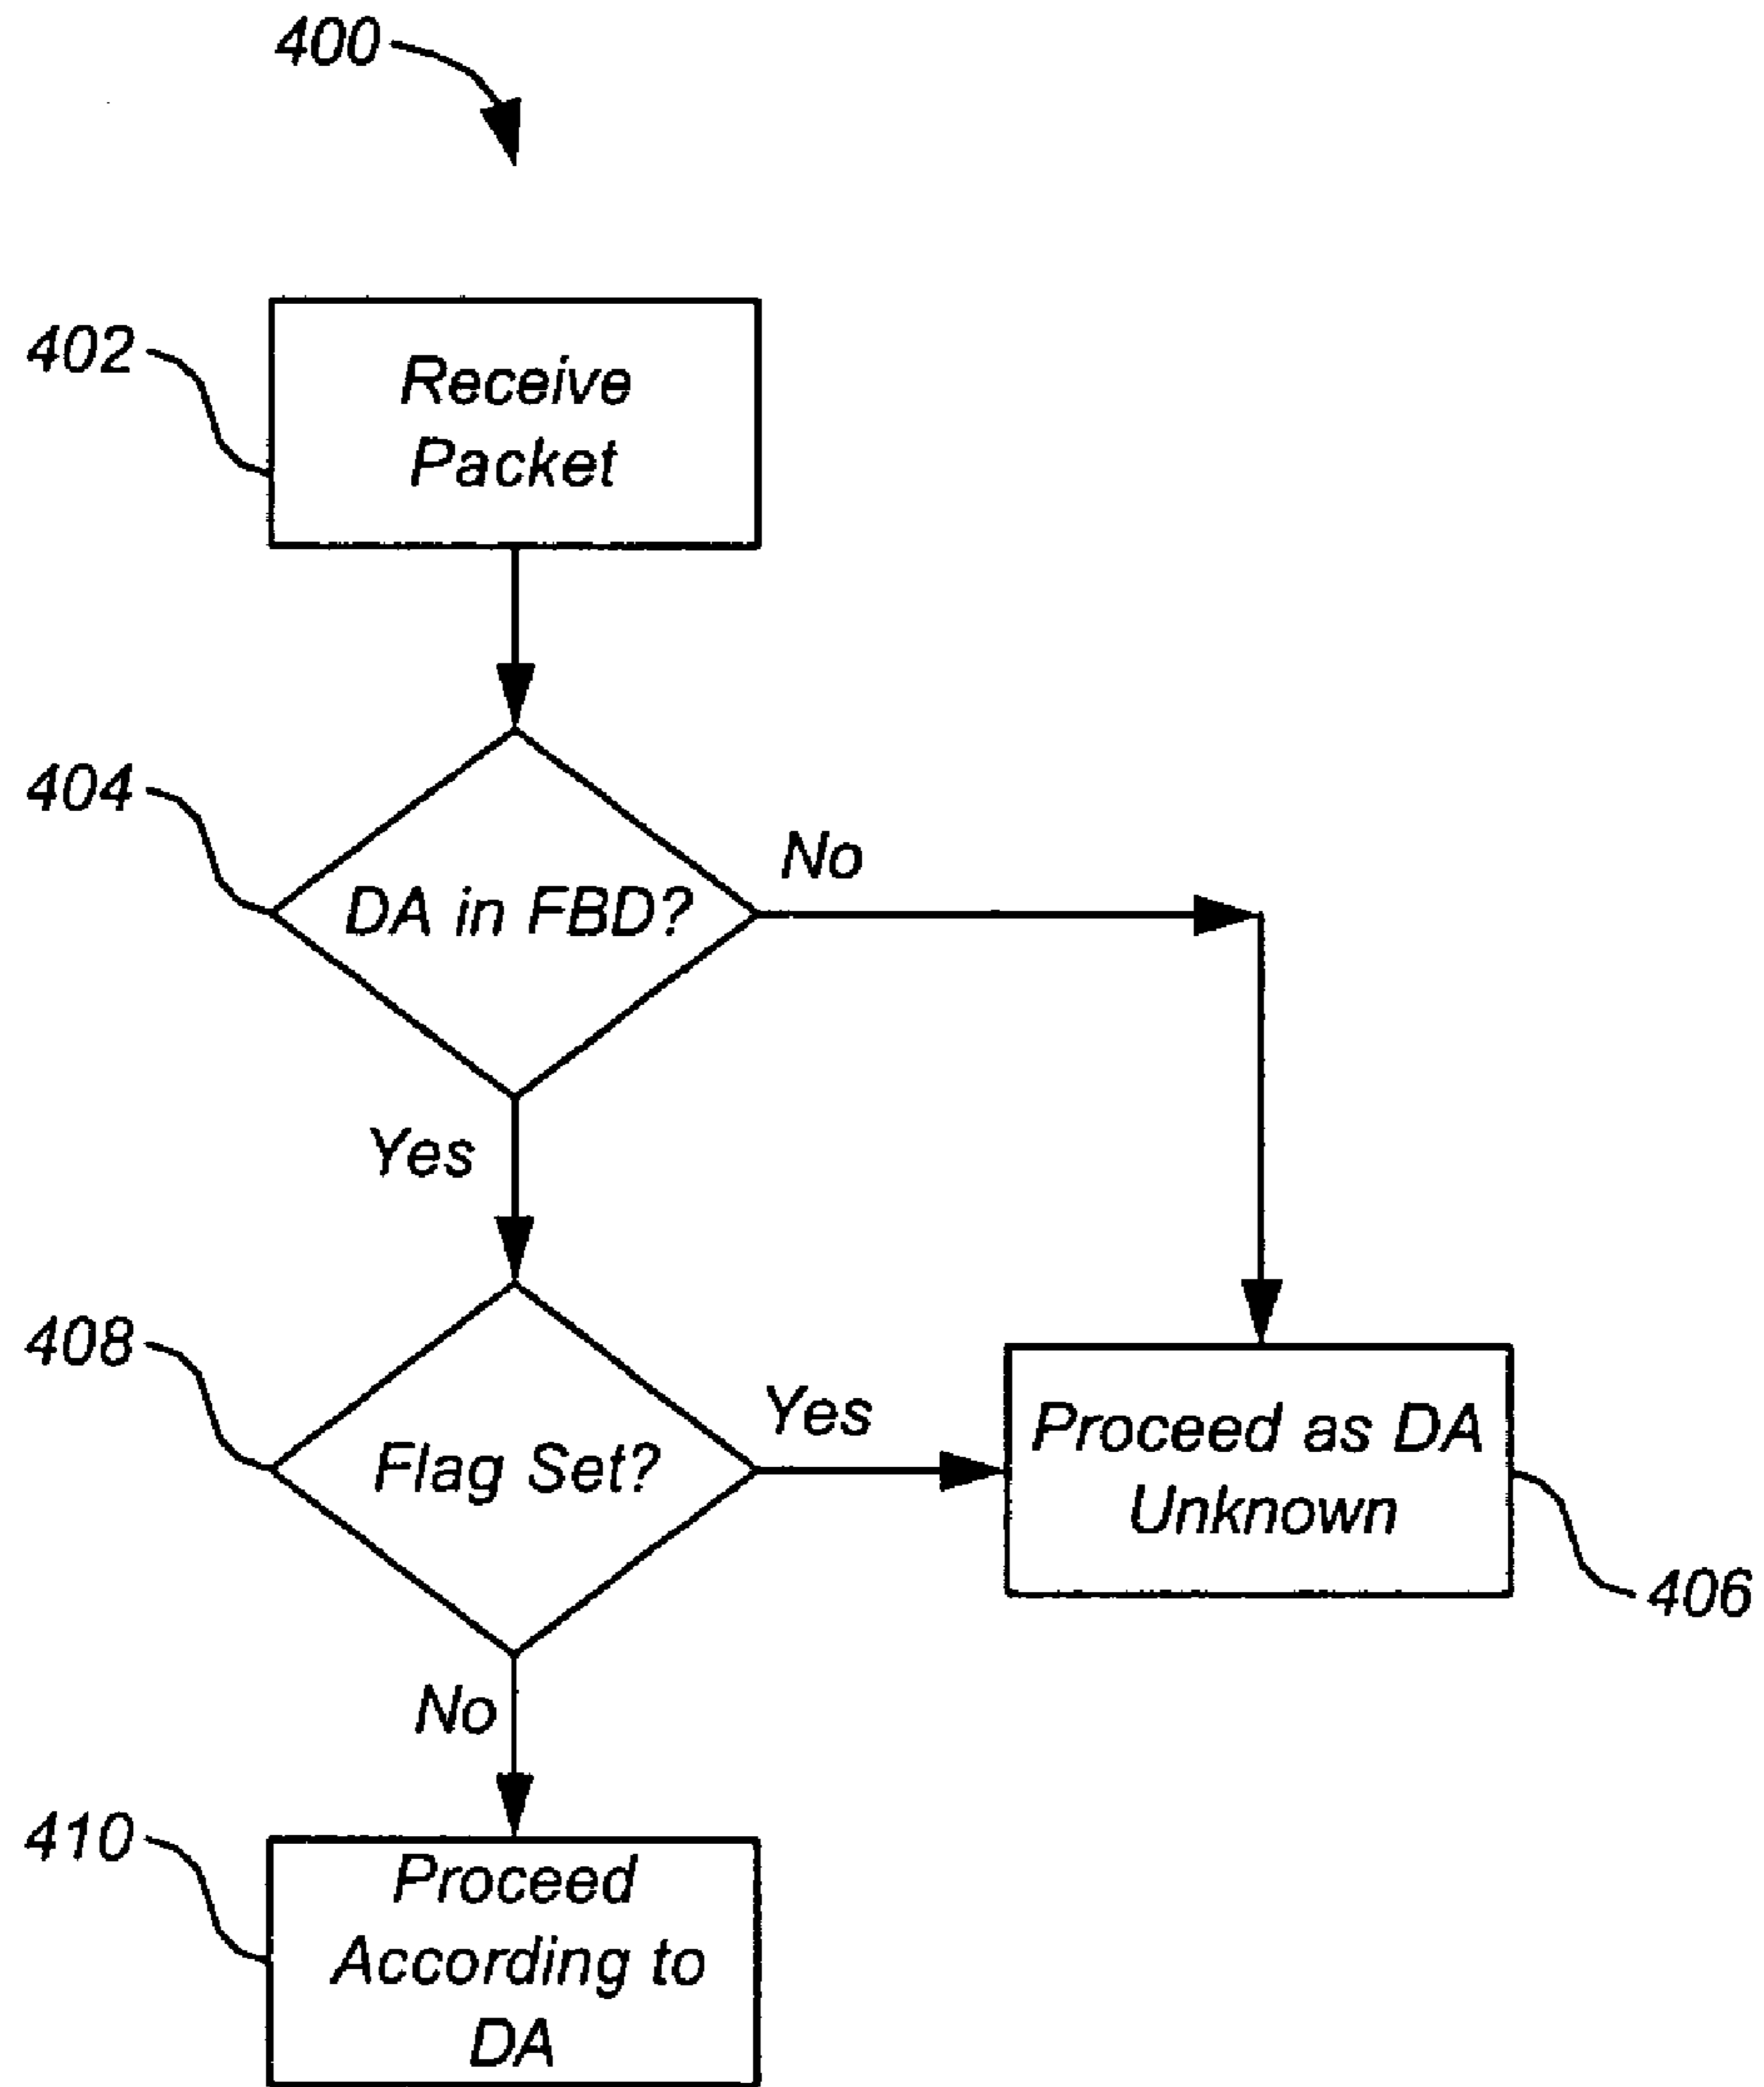 400
402
Receive
Packet
404
DA in FBD?
No
Yes
408
Flag Set?
Yes
Proceed as DA
Unknown
406
No
410
Proceed
According to
DA